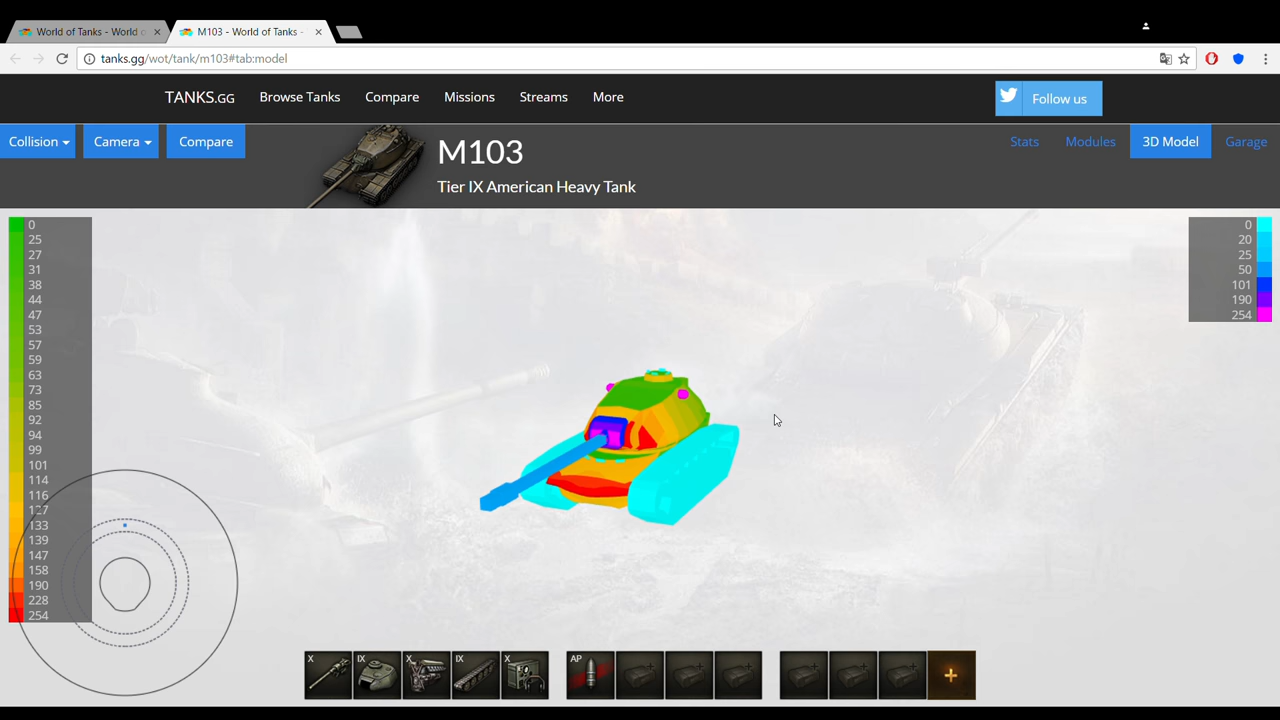 World of Tanks - World o
M103 - World of Tanks -
tanks.gg/wot/tank/m103#tab:model
TANKS.GG
Browse Tanks
Compare
Missions
Streams
More
Follow us
Collision
Camera
Compare
M103
Tier IX American Heavy Tank
Stats
Modules
3D Model
Garage
0
25
27
31
38
44
47
53
57
59
63
73
85
92
94
99
101
114
116
127
133
139
147
158
190
228
254
0
20
25
50
101
190
254
X
IX
X
IX
X
AP